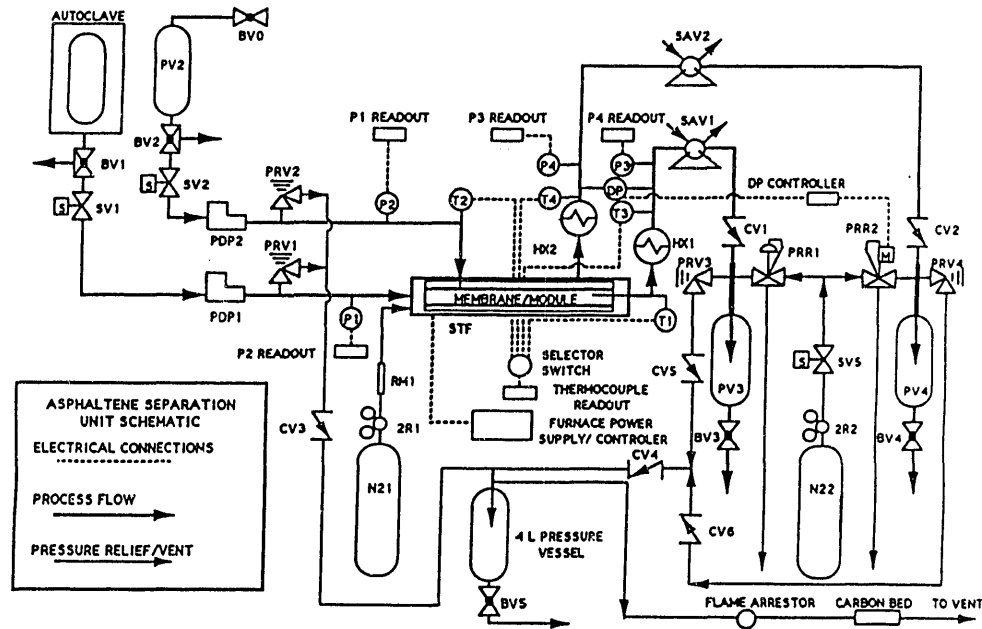 AUTOCLAVE
PV2
BV0
BV2
BV1
S
SV2
S
SV1
PDP2
PDP1
PRV2
PRV1
P1 READOUT
P3 READOUT
P4 READOUT
P2
P4
P3
SAV2
SAV1
T2
T4
DP
T3
HX2
HX1
DP CONTROLLER
CV1
CV2
PRR1
PRR2
M
PRV3
PRV4
MEMBRANE/MODULE
STF
P1
T1
P2 READOUT
SELECTOR
SWITCH
THERMOCOUPLE
READOUT
FURNACE POWER
SUPPLY/ CONTROLER
RM1
2R1
CV3
N21
CV5
PV3
BV3
S
SV5
2R2
N22
PV4
BV4
CV4
CV6
4 L PRESSURE
VESSEL
BV5
FLAME ARRESTOR
CARBON BED
TO VENT
ASPHALTENE SEPARATION
UNIT SCHEMATIC
ELECTRICAL CONNECTIONS
PROCESS FLOW
PRESSURE RELIEF/VENT